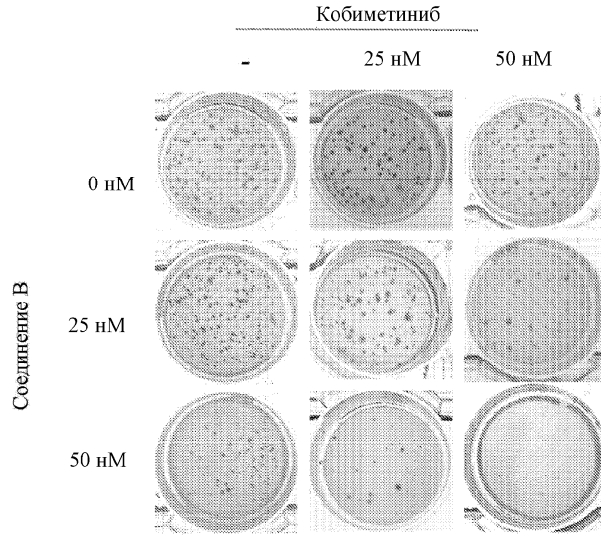 Кобиметиниб
- 25 нМ 50 нМ
0 нМ
25 нМ
50 нМ
Соединение В